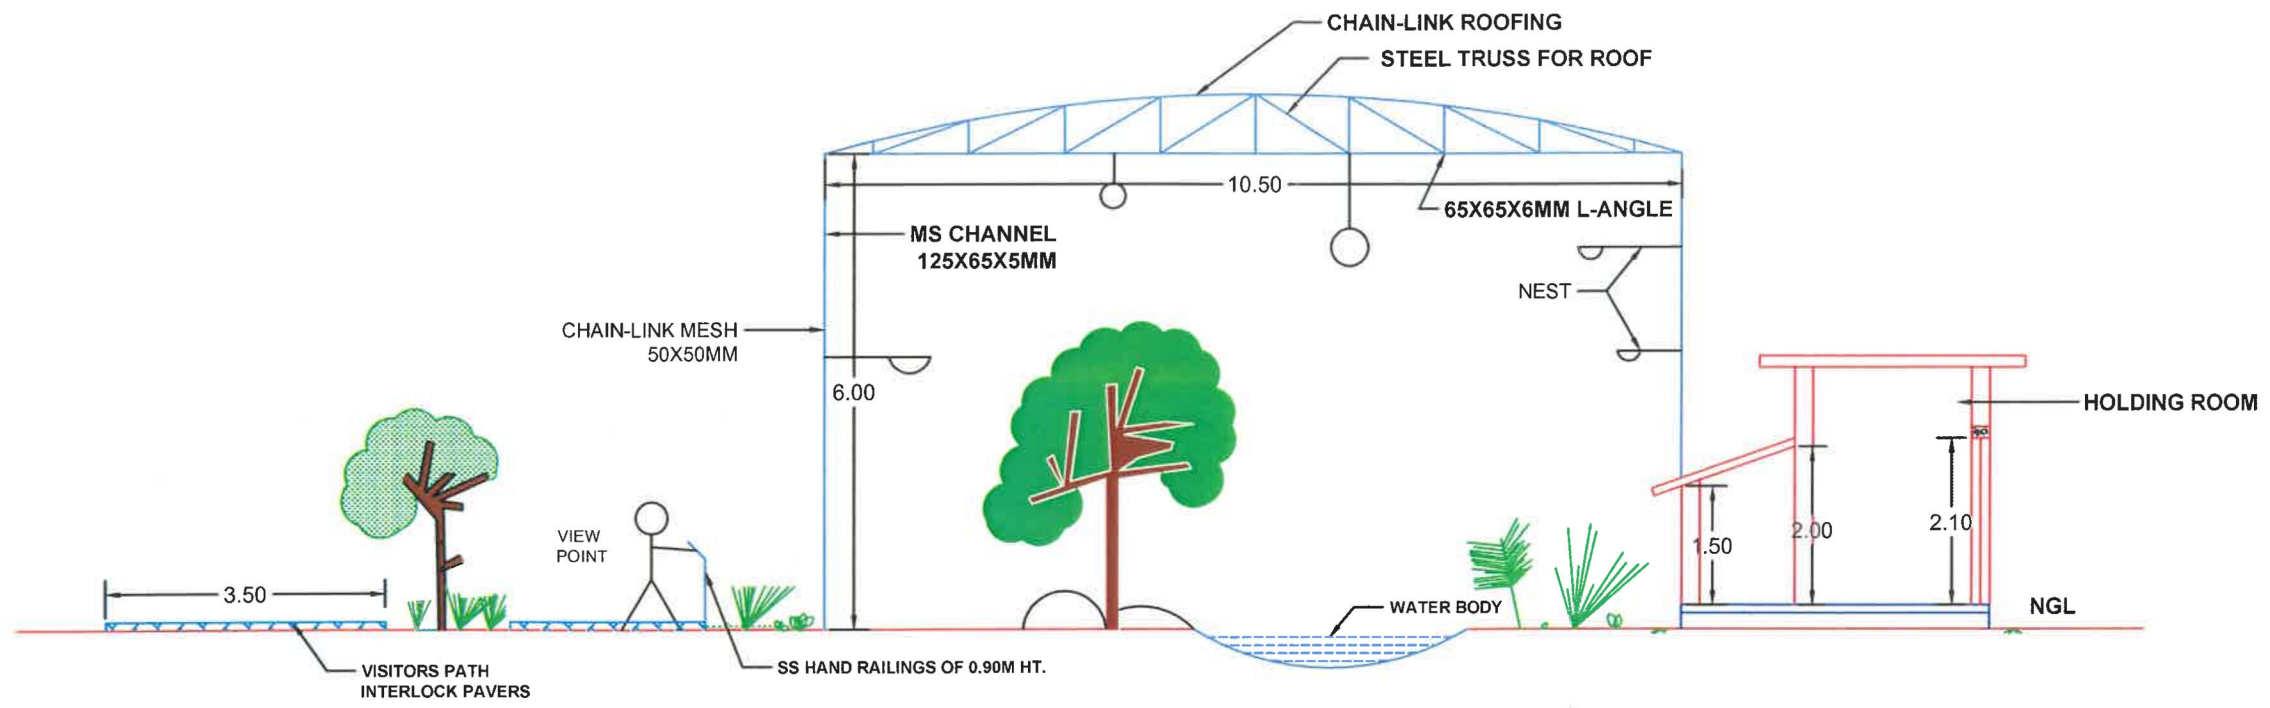 CHAIN-LINK ROOFING
STEEL TRUSS FOR ROOF
10.50
65X65X6MM L-ANGLE
MS CHANNEL
125X65X5MM
NEST
CHAIN-LINK MESH
50X50MM
6.00
HOLDING ROOM
VIEW
POINT
2.10
2.00
1.50
3.50
WATER BODY
NGL
VISITORS PATH
INTERLOCK PAVERS
SS HAND RAILINGS OF 0.90M HT.